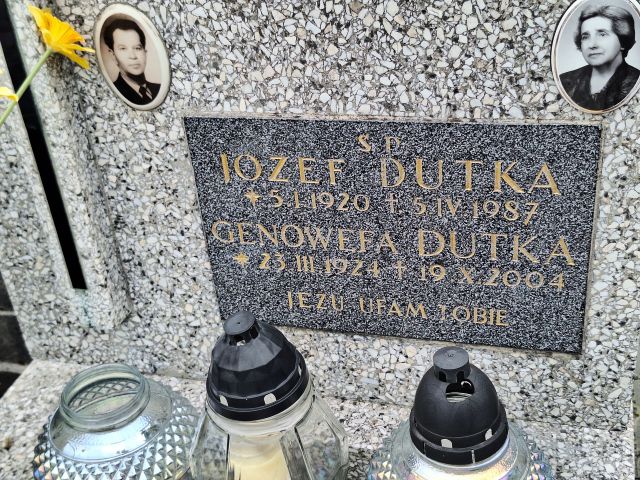 Ś.P.
JÓZEF DUTKA
* 5.I.1920 † 5.IV.1987
GENOWEFA DUTKA
* 23.III.1924 † 19.X.2004
JEZU UFAM TOBIE